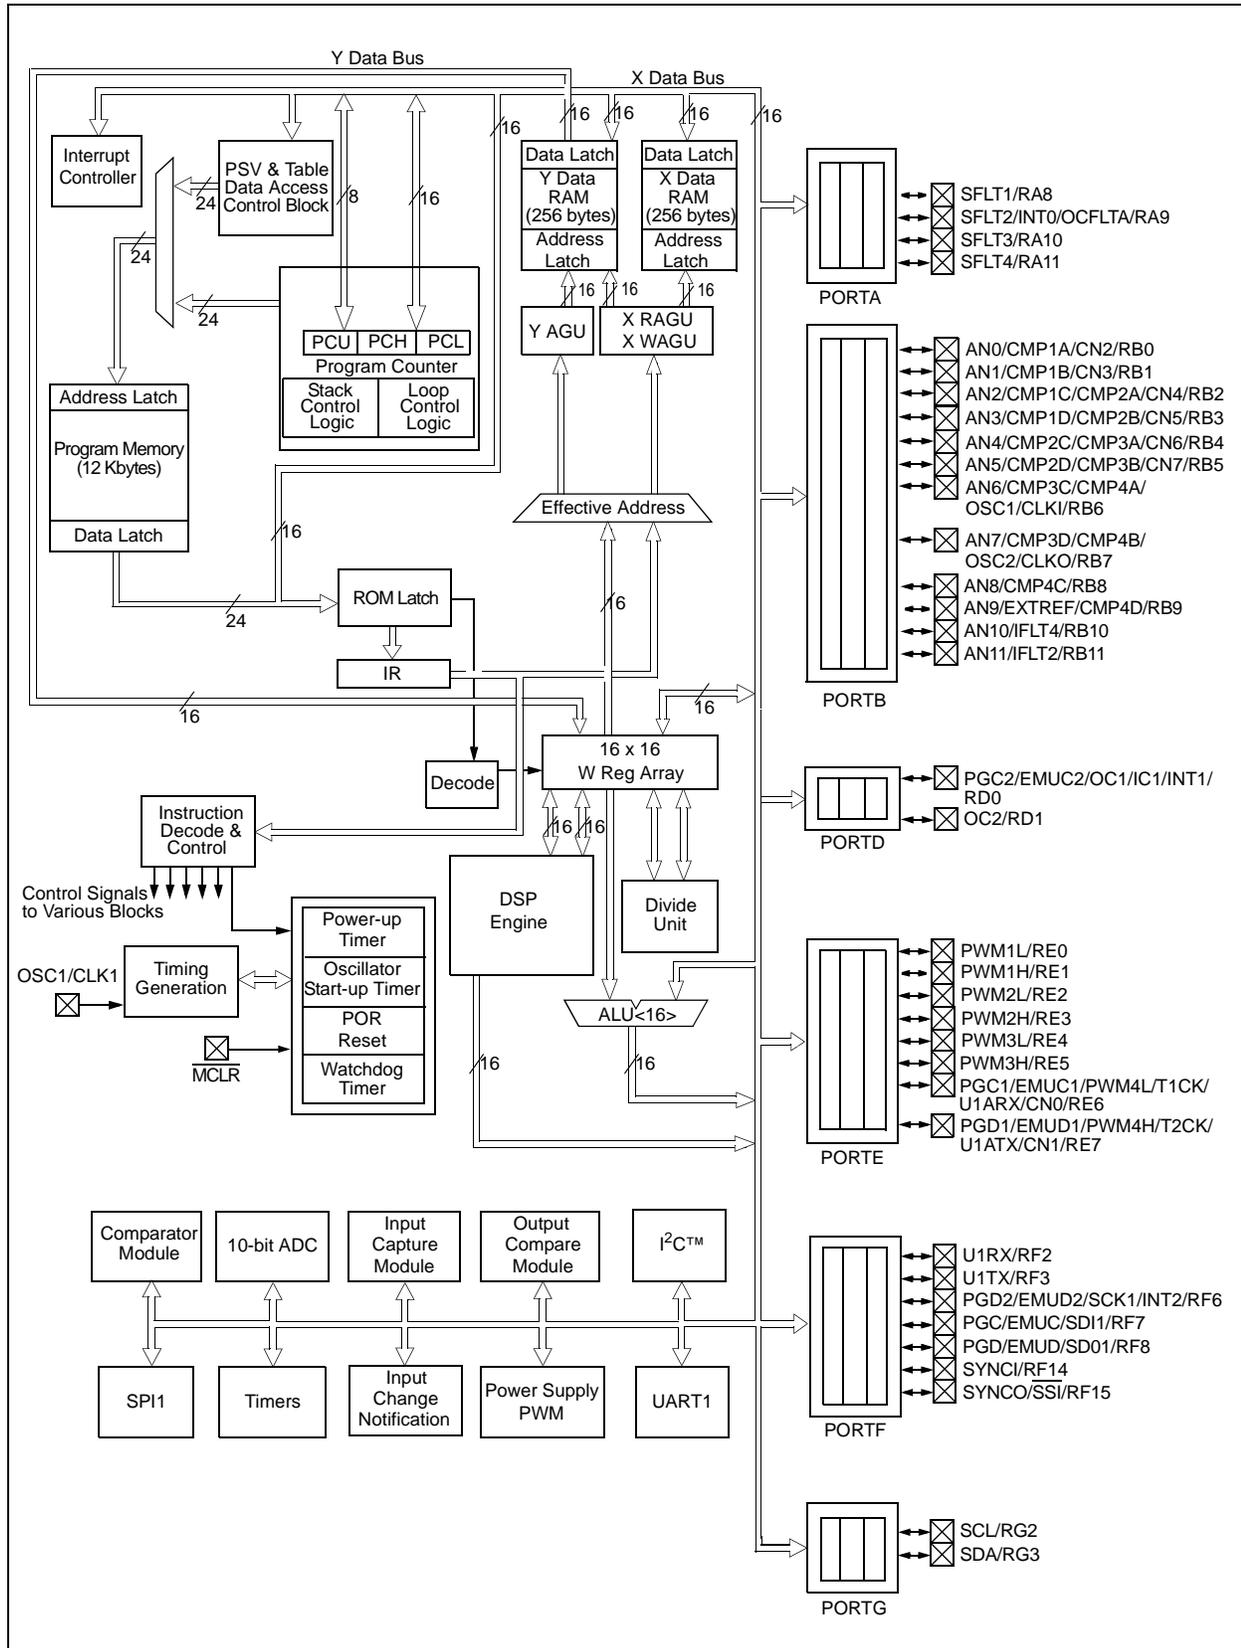 Y Data Bus
X Data Bus
16
16
16
16
16
Interrupt
Controller
PSV & Table
Data Access
Control Block
24
8
16
24
24
Data Latch
Y Data
RAM
(256 bytes)
Address
Latch
Data Latch
X Data
RAM
(256 bytes)
Address
Latch
16
16
16
Y AGU
X RAGU
X WAGU
PCU
PCH
PCL
Program Counter
Stack
Control
Logic
Loop
Control
Logic
Address Latch
Program Memory
(12 Kbytes)
Data Latch
Effective Address
16
24
ROM Latch
16
IR
16
16
16 x 16
W Reg Array
Decode
Instruction
Decode &
Control
Control Signals
to Various Blocks
16
16
DSP
Engine
Divide
Unit
Power-up
Timer
Oscillator
Start-up Timer
POR
Reset
Watchdog
Timer
OSC1/CLK1
Timing
Generation
MCLR
ALU<16>
16
16
Comparator
Module
10-bit ADC
Input
Capture
Module
Output
Compare
Module
I²C™
SPI1
Timers
Input
Change
Notification
Power Supply
PWM
UART1
SFLT1/RA8
SFLT2/INT0/OCFLTA/RA9
SFLT3/RA10
SFLT4/RA11
PORTA
AN0/CMP1A/CN2/RB0
AN1/CMP1B/CN3/RB1
AN2/CMP1C/CMP2A/CN4/RB2
AN3/CMP1D/CMP2B/CN5/RB3
AN4/CMP2C/CMP3A/CN6/RB4
AN5/CMP2D/CMP3B/CN7/RB5
AN6/CMP3C/CMP4A/
OSC1/CLKI/RB6
AN7/CMP3D/CMP4B/
OSC2/CLKO/RB7
AN8/CMP4C/RB8
AN9/EXTREF/CMP4D/RB9
AN10/IFLT4/RB10
AN11/IFLT2/RB11
PORTB
PGC2/EMUC2/OC1/IC1/INT1/
RD0
OC2/RD1
PORTD
PWM1L/RE0
PWM1H/RE1
PWM2L/RE2
PWM2H/RE3
PWM3L/RE4
PWM3H/RE5
PGC1/EMUC1/PWM4L/T1CK/
U1ARX/CN0/RE6
PGD1/EMUD1/PWM4H/T2CK/
U1ATX/CN1/RE7
PORTE
U1RX/RF2
U1TX/RF3
PGD2/EMUD2/SCK1/INT2/RF6
PGC/EMUC/SDI1/RF7
PGD/EMUD/SD01/RF8
SYNCI/RF14
SYNCO/SSI/RF15
PORTF
SCL/RG2
SDA/RG3
PORTG